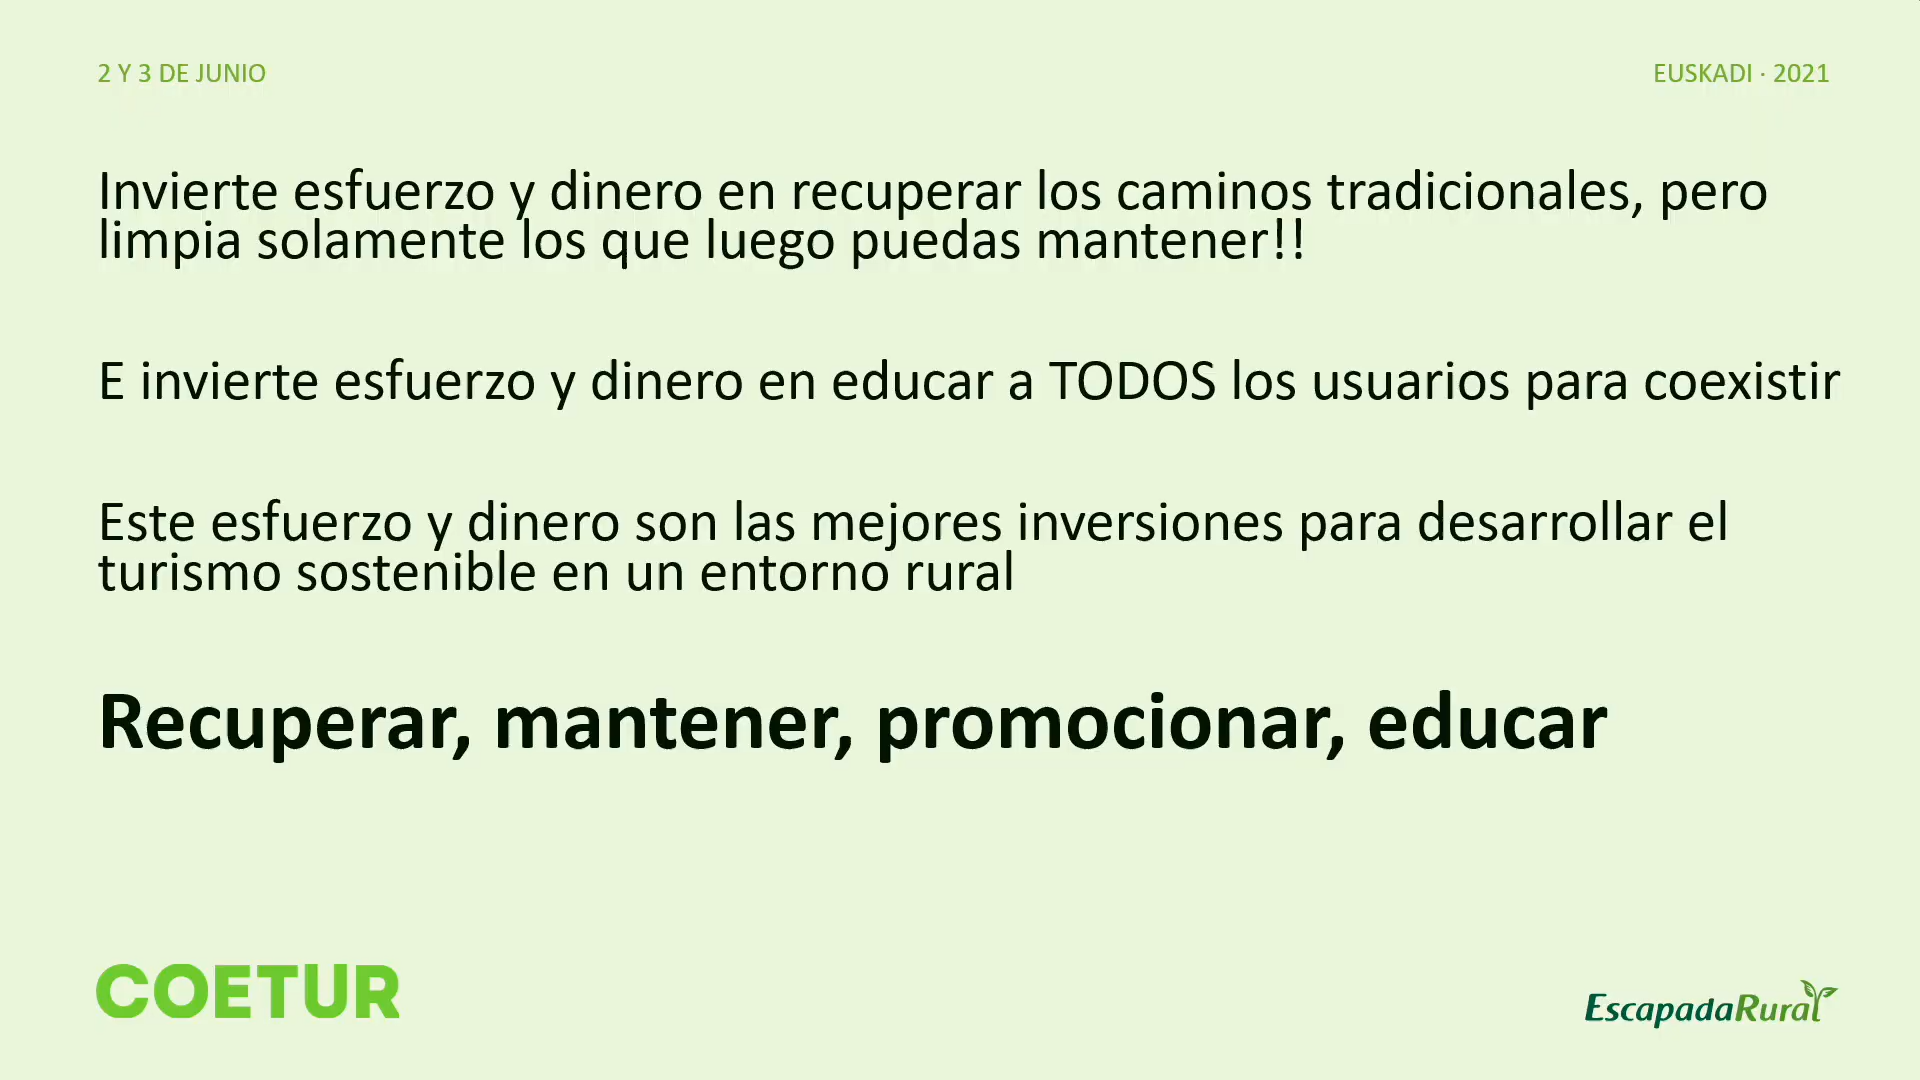 2 Y 3 DE JUNIO
EUSKADI · 2021
Invierte esfuerzo y dinero en recuperar los caminos tradicionales, pero
limpia solamente los que luego puedas mantener!!
E invierte esfuerzo y dinero en educar a TODOS los usuarios para coexistir
Este esfuerzo y dinero son las mejores inversiones para desarrollar el
turismo sostenible en un entorno rural
Recuperar, mantener, promocionar, educar
COETUR
EscapadaRural